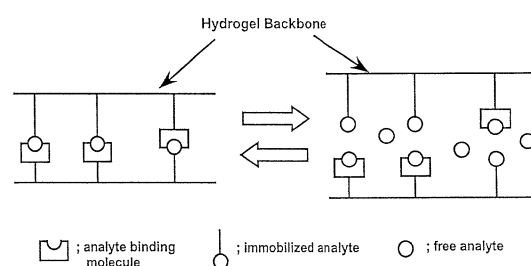 Hydrogel Backbone
; analyte binding
molecule
; immobilized analyte
; free analyte